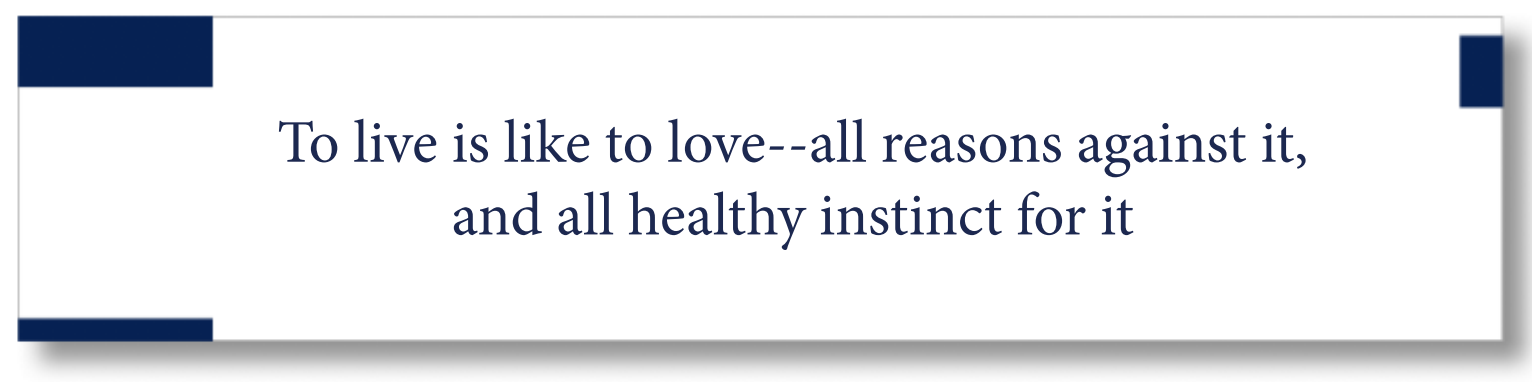 To live is like to love--all reasons against it,
and all healthy instinct for it